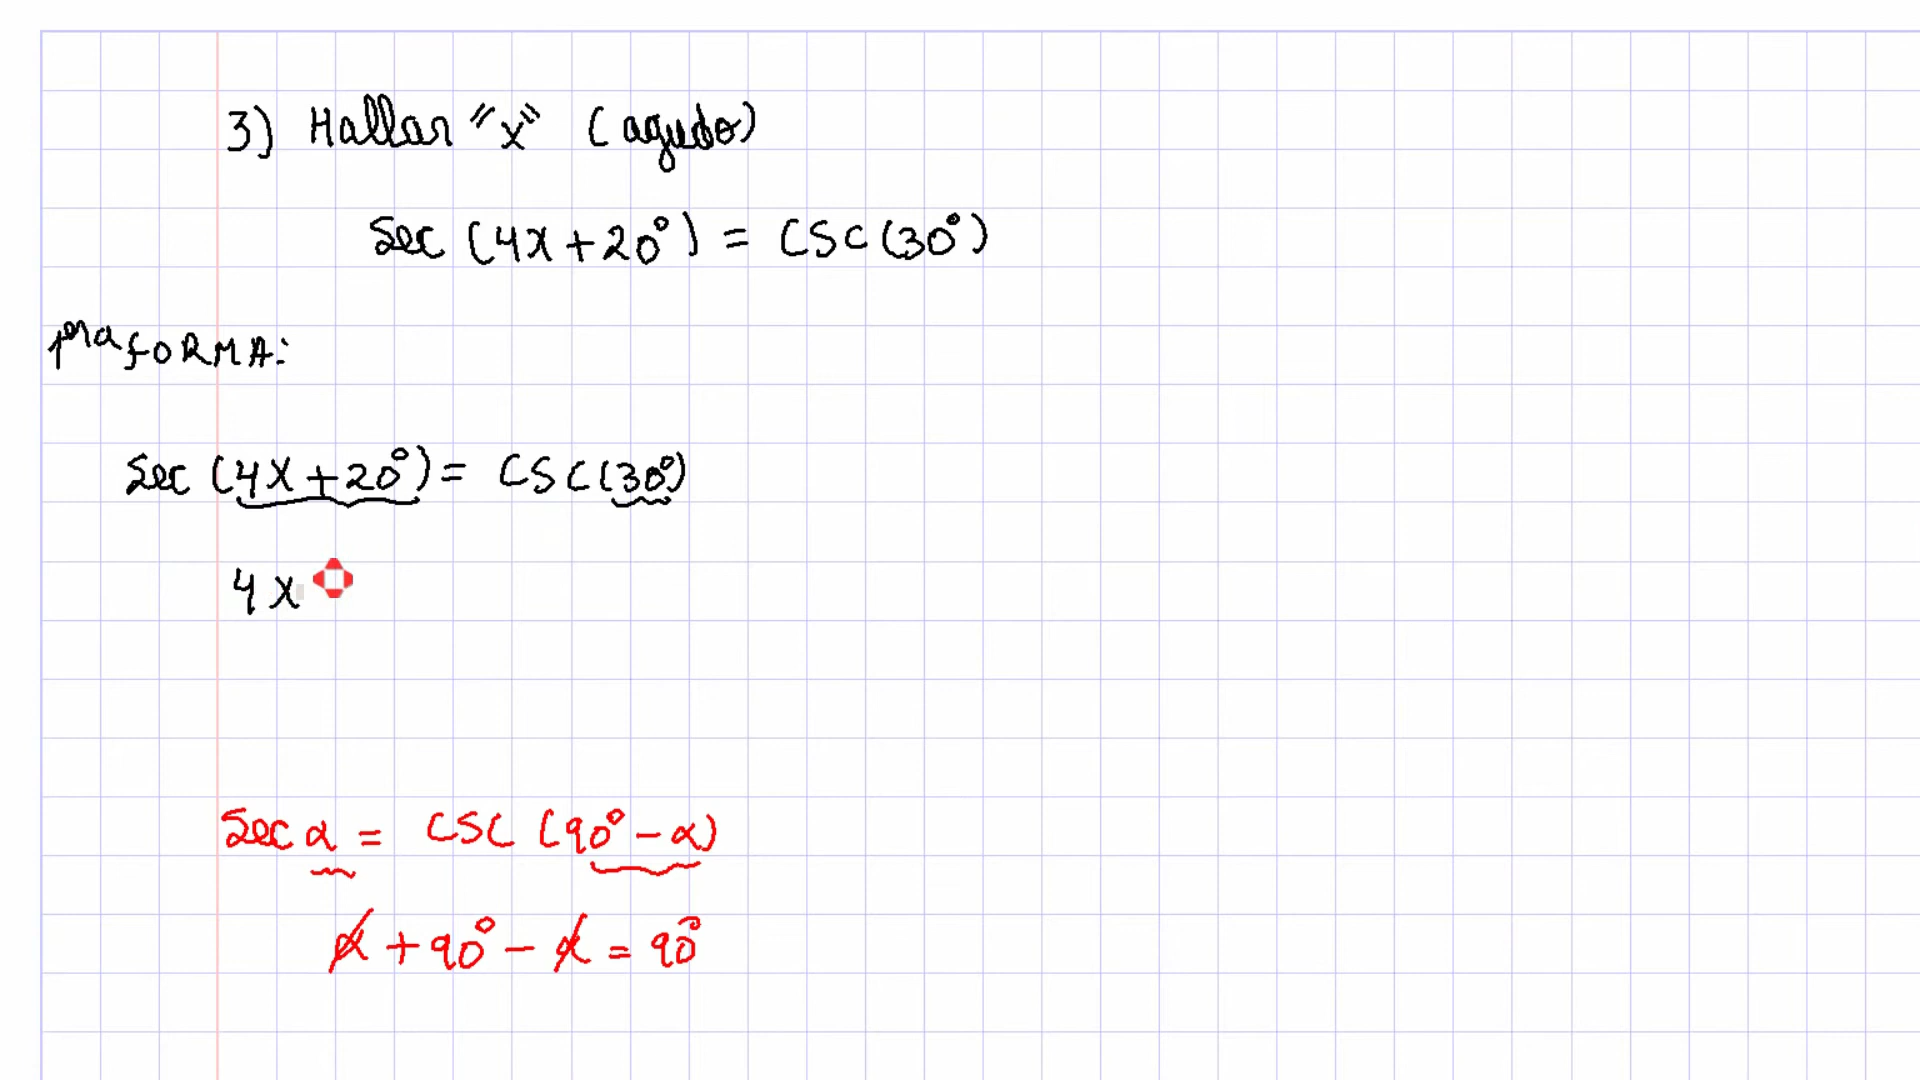 3) Hallar "x" (agudo)
Sec (4x+20°) = CSC (30°)
1ra FORMA:
Sec (4x+20°) = CSC (30°)
4x
Sec α = CSC (90° - α)
α + 90° - α = 90°